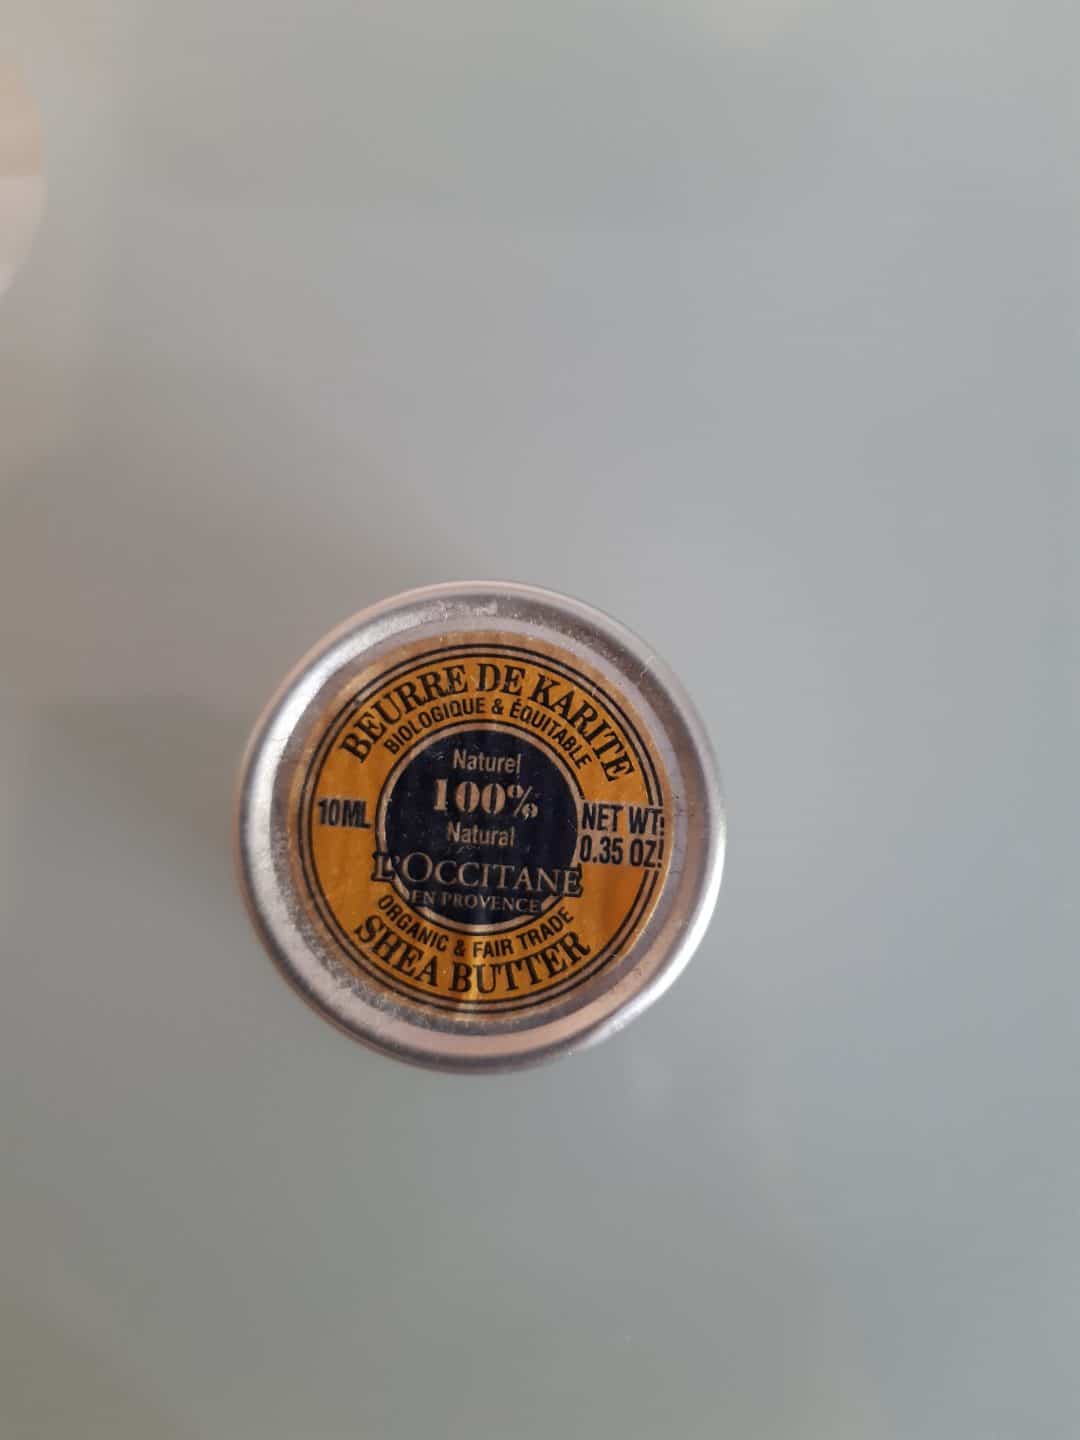 BEURRE DE KARITE
BIOLOGIQUE & ÉQUITABLE
Naturel
100%
Natural
10ML
NET WT.
0.35 OZ.
L'OCCITANE
EN PROVENCE
ORGANIC & FAIR TRADE
SHEA BUTTER